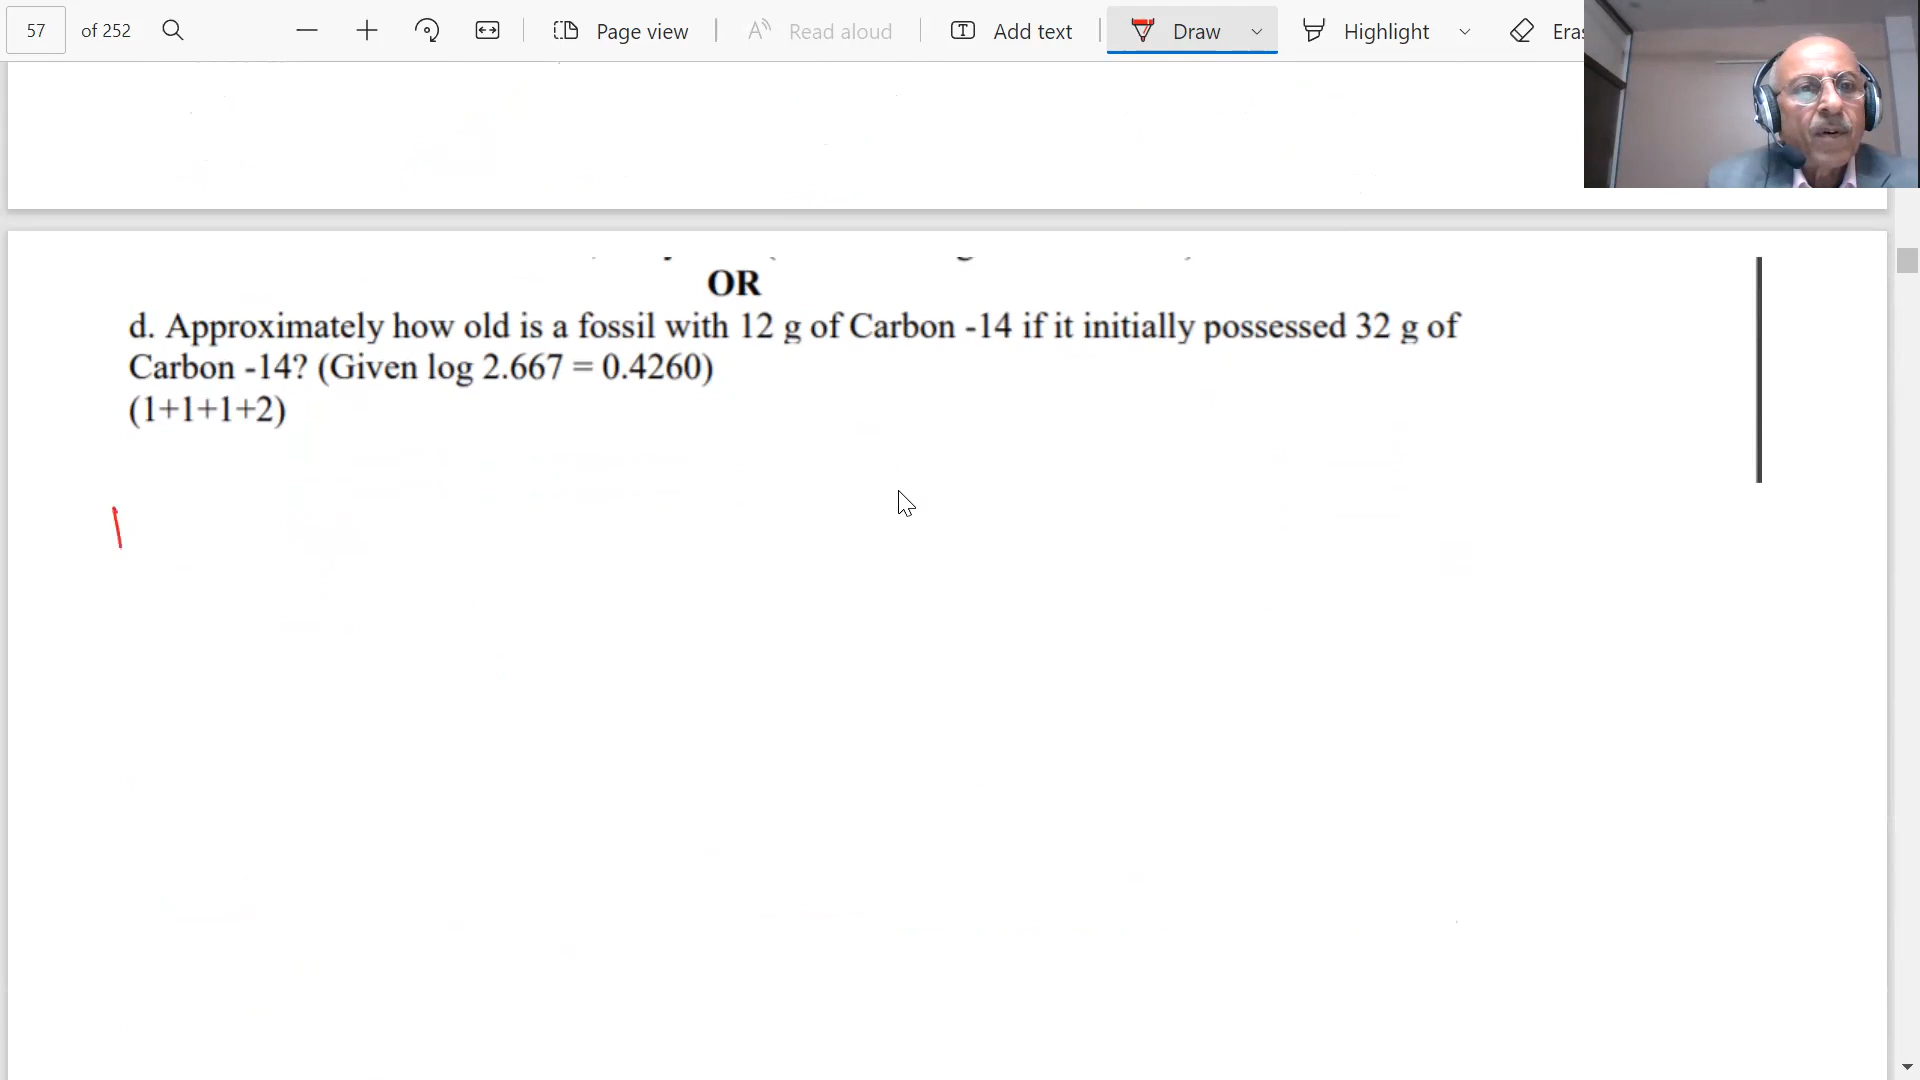 57 of 252 Page view Read aloud Add text Draw Highlight
OR
d. Approximately how old is a fossil with 12 g of Carbon -14 if it initially possessed 32 g of
Carbon -14? (Given log 2.667 = 0.4260)
(1+1+1+2)